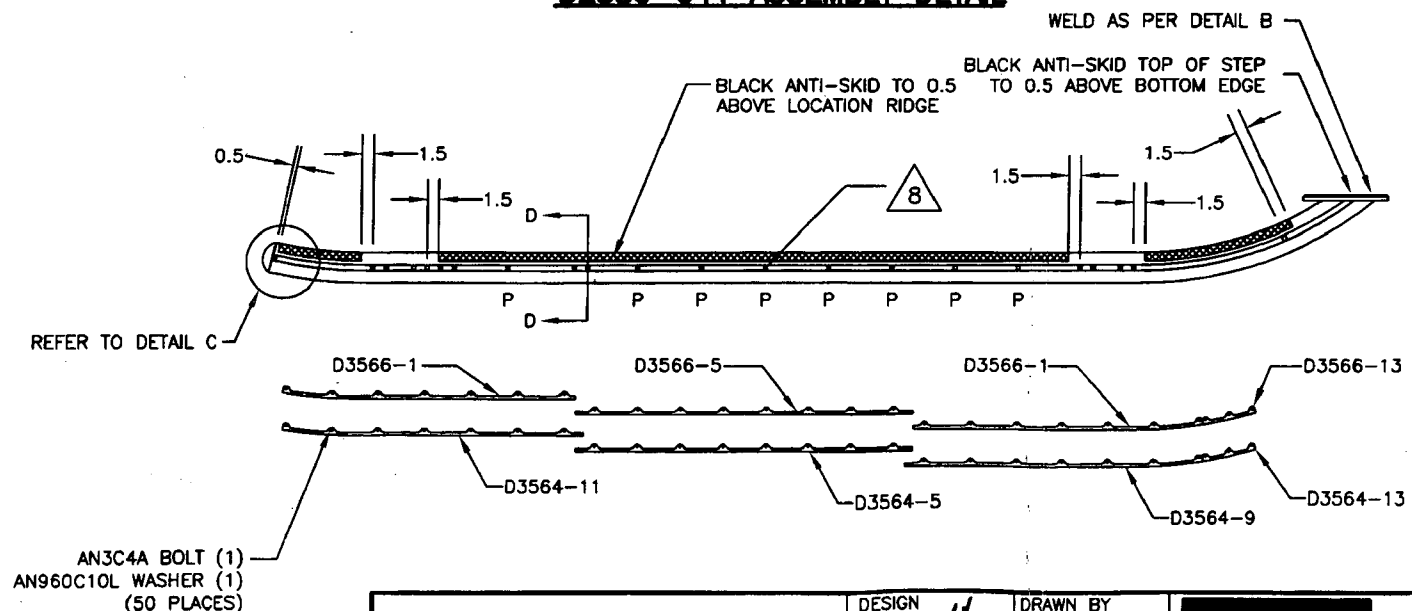 WELD AS PER DETAIL B
BLACK ANTI-SKID TOP OF STEP
TO 0.5 ABOVE BOTTOM EDGE
BLACK ANTI-SKID TO 0.5
ABOVE LOCATION RIDGE
0.5
1.5
1.5
8
1.5
1.5
1.5
D
D
P P P P P P P P
REFER TO DETAIL C
D3566-1
D3566-5
D3566-1
D3566-13
D3564-11
D3564-5
D3564-9
D3564-13
AN3C4A BOLT (1)
AN960C10L WASHER (1)
(50 PLACES)
DESIGN
DRAWN BY